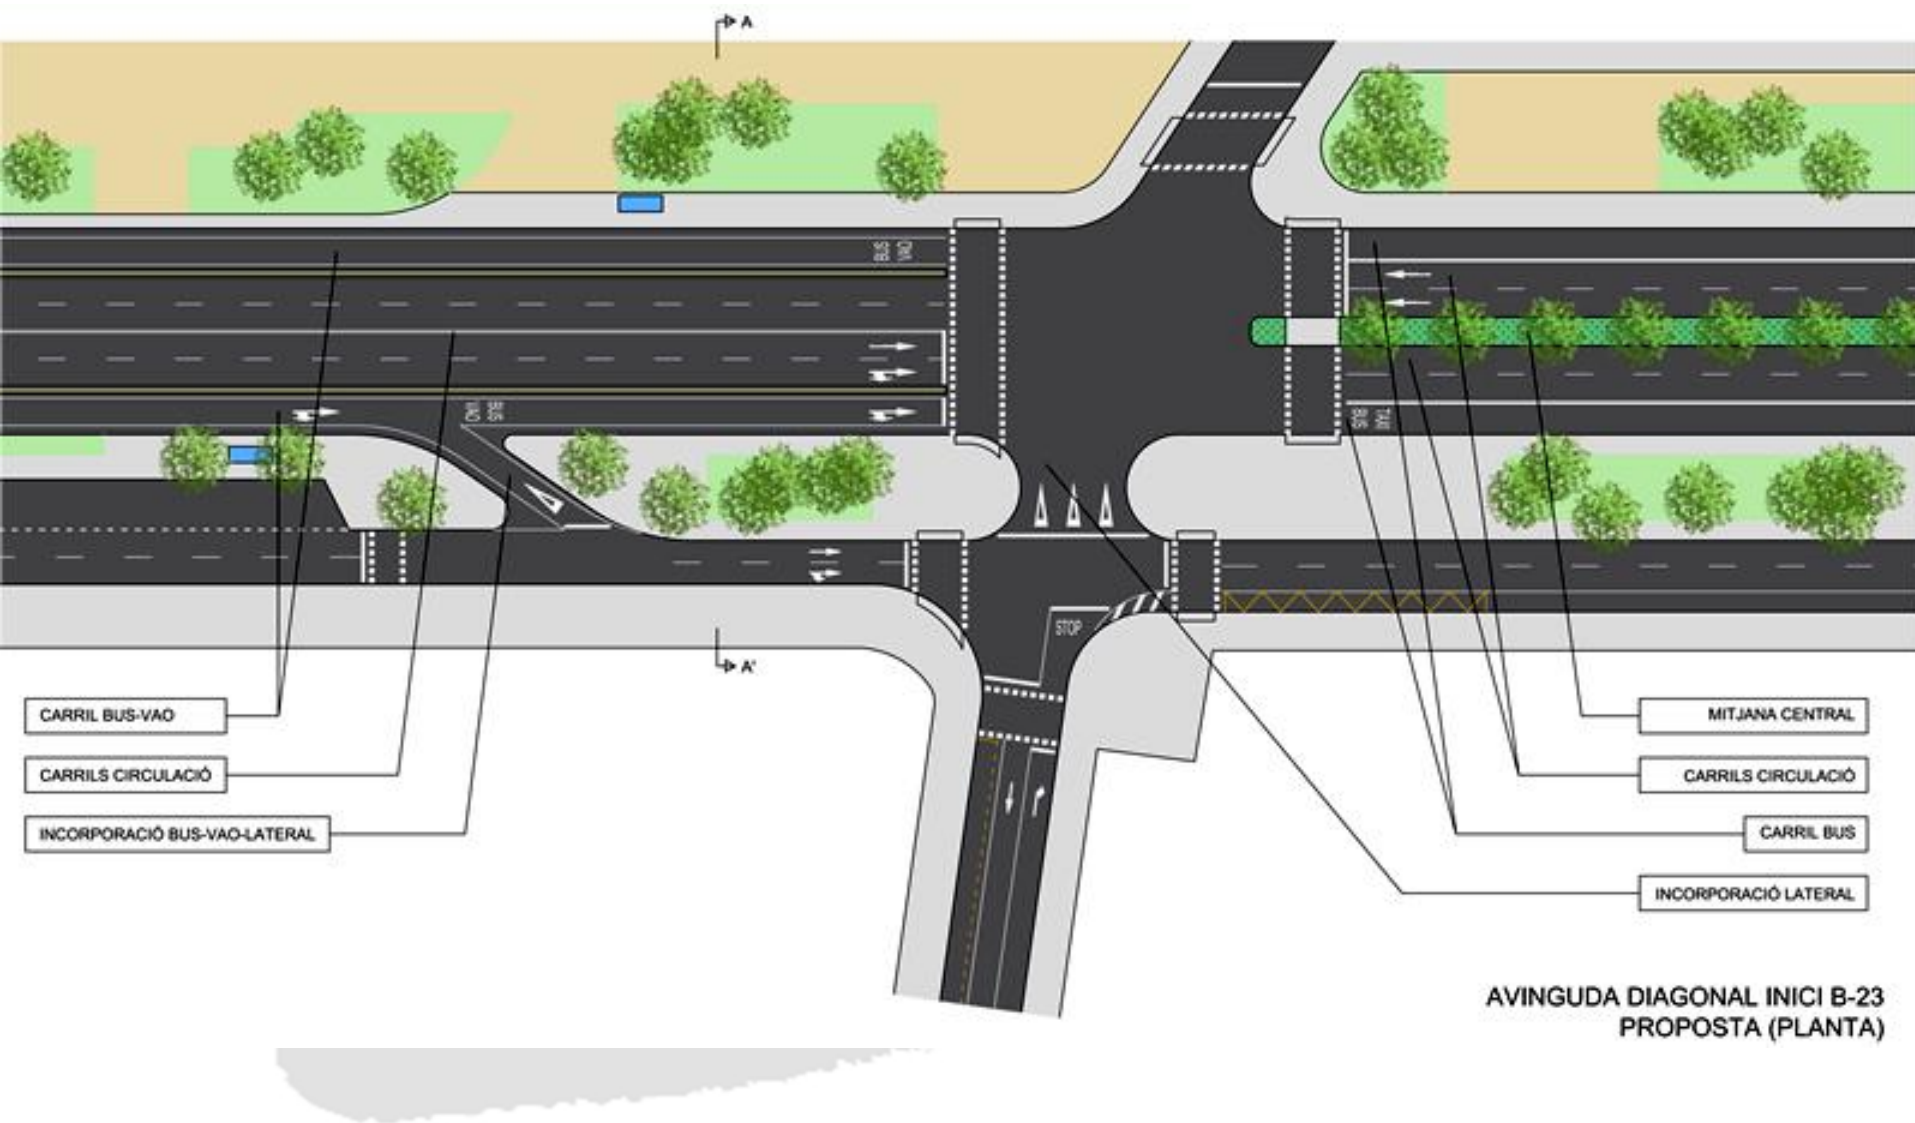 A
BUS
VAO
BUS
VAO
TAXI
BUS
STOP
A'
CARRIL BUS-VAO
CARRILS CIRCULACIÓ
INCORPORACIÓ BUS-VAO-LATERAL
MITJANA CENTRAL
CARRILS CIRCULACIÓ
CARRIL BUS
INCORPORACIÓ LATERAL
AVINGUDA DIAGONAL INICI B-23
PROPOSTA (PLANTA)